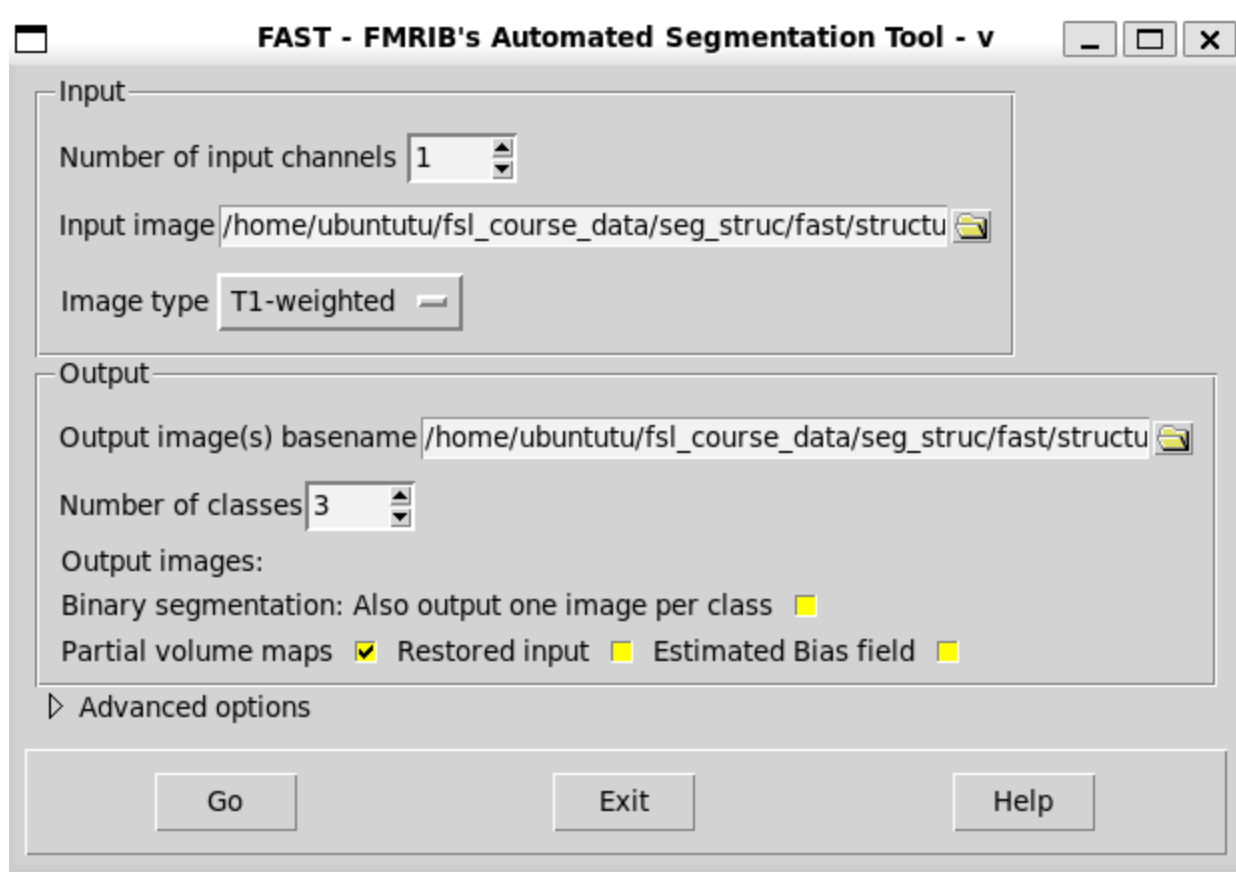 FAST - FMRIB's Automated Segmentation Tool - v
Input
Number of input channels 1
Input image /home/ubuntutu/fsl_course_data/seg_struc/fast/structu
Image type T1-weighted
Output
Output image(s) basename /home/ubuntutu/fsl_course_data/seg_struc/fast/structu
Number of classes 3
Output images:
Binary segmentation: Also output one image per class
Partial volume maps Restored input Estimated Bias field
Advanced options
Go Exit Help